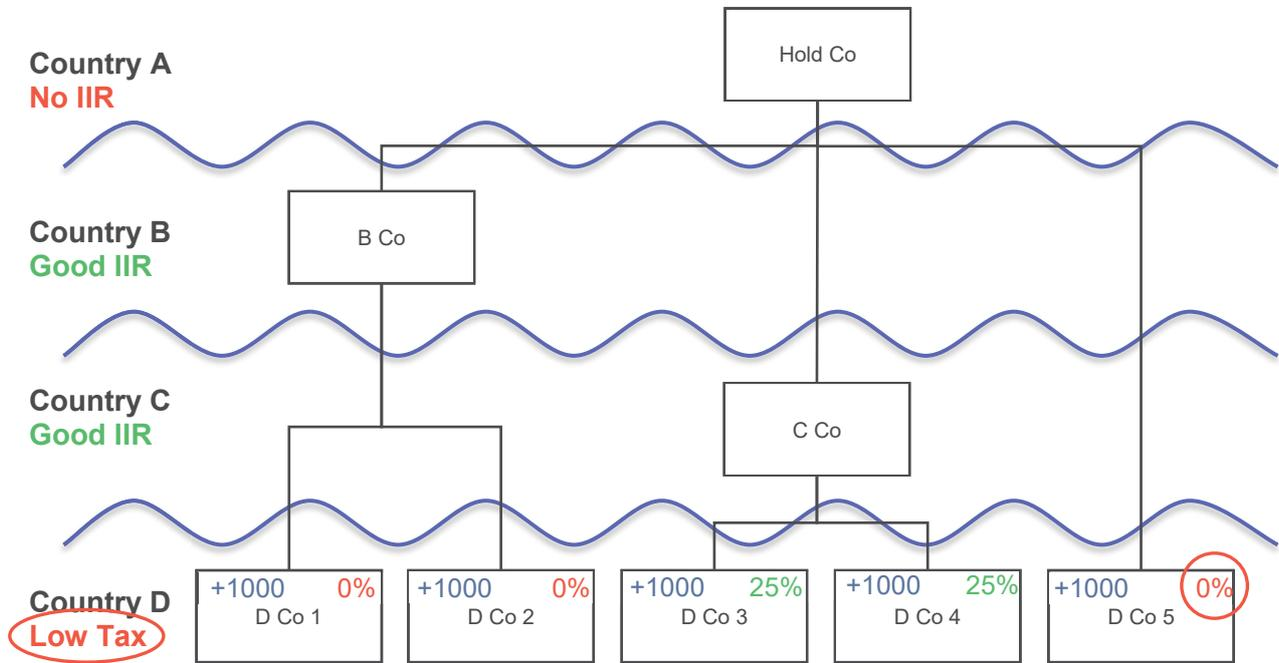 Hold Co
Country A
No IIR
Country B
Good IIR
B Co
Country C
Good IIR
C Co
Country D
Low Tax
+1000 0%
D Co 1
+1000 0%
D Co 2
+1000 25%
D Co 3
+1000 25%
D Co 4
+1000 0%
D Co 5